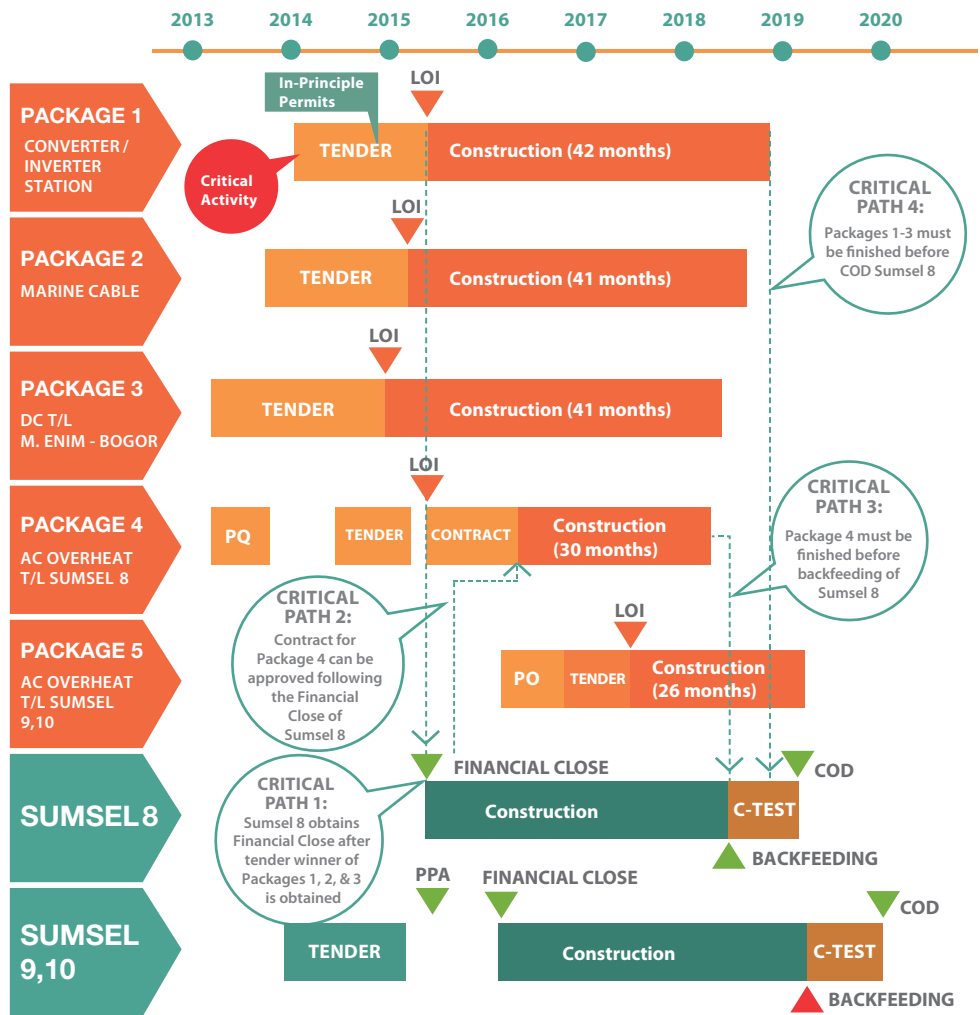 2013 2014 2015 2016 2017 2018 2019 2020
PACKAGE 1
CONVERTER /
INVERTER
STATION
In-Principle
Permits
LOI
Critical
Activity
TENDER
Construction (42 months)
CRITICAL
PATH 4:
Packages 1-3 must
be finished before
COD Sumsel 8
PACKAGE 2
MARINE CABLE
LOI
TENDER
Construction (41 months)
PACKAGE 3
DC T/L
M. ENIM - BOGOR
LOI
TENDER
Construction (41 months)
PACKAGE 4
AC OVERHEAT
T/L SUMSEL 8
LOI
PQ
TENDER
CONTRACT
Construction
(30 months)
CRITICAL
PATH 3:
Package 4 must be
finished before
backfeeding of
Sumsel 8
CRITICAL
PATH 2:
Contract for
Package 4 can be
approved following
the Financial
Close of
Sumsel 8
PACKAGE 5
AC OVERHEAT
T/L SUMSEL
9,10
LOI
PO
TENDER
Construction
(26 months)
SUMSEL 8
FINANCIAL CLOSE
COD
Construction
C-TEST
BACKFEEDING
CRITICAL
PATH 1:
Sumsel 8 obtains
Financial Close after
tender winner of
Packages 1, 2, & 3
is obtained
SUMSEL
9,10
PPA
FINANCIAL CLOSE
COD
TENDER
Construction
C-TEST
BACKFEEDING